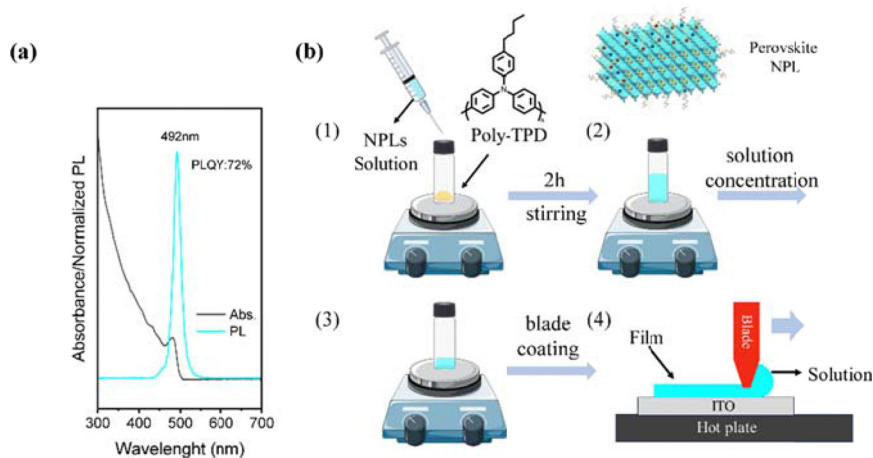 (a)
492nm
PLQY:72%
Abs.
PL
Absorbance/Normalized PL
300 400 500 600 700
Wavelenght (nm)
(b)
Perovskite
NPL
(1)
NPLs
Solution
N
n
Poly-TPD
2h
stirring
(2)
solution
concentration
(3)
blade
coating
(4)
Blade
Film
Solution
ITO
Hot plate